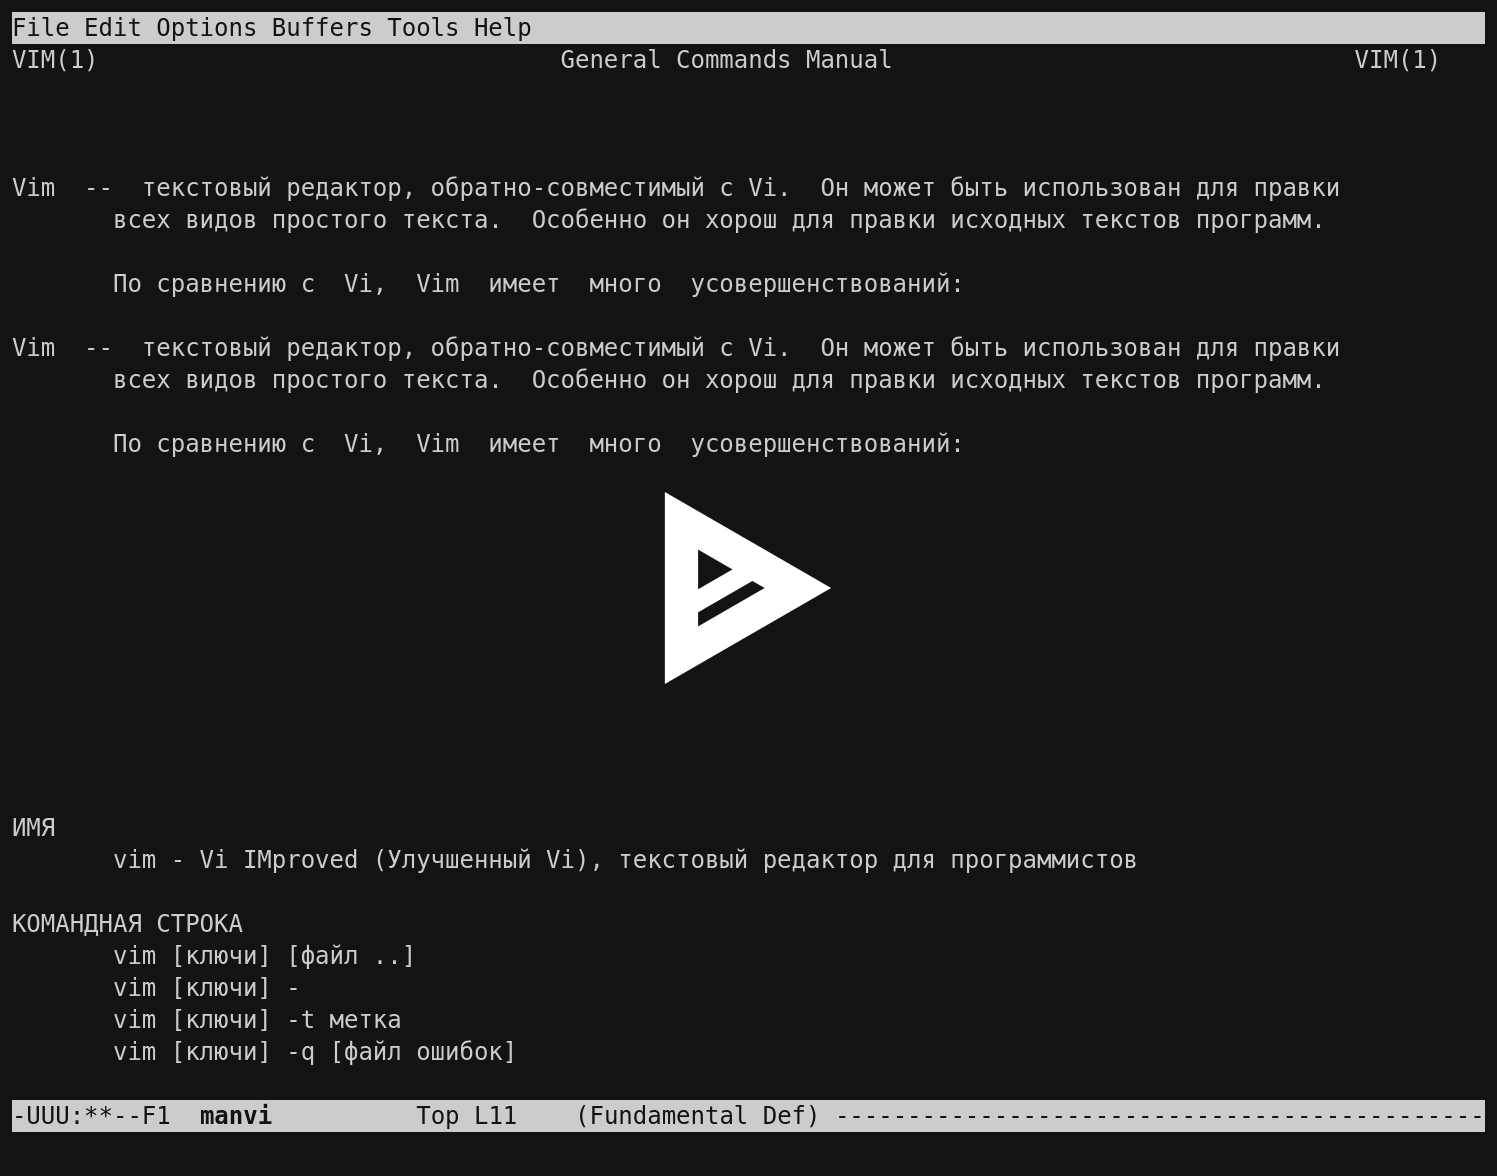 File Edit Options Buffers Tools Help
VIM(1)                                General Commands Manual                                VIM(1)
Vim  --  текстовый редактор, обратно-совместимый с Vi.  Он может быть использован для правки
       всех видов простого текста.  Особенно он хорош для правки исходных текстов программ.
       По сравнению с  Vi,  Vim  имеет  много  усовершенствований:
Vim  --  текстовый редактор, обратно-совместимый с Vi.  Он может быть использован для правки
       всех видов простого текста.  Особенно он хорош для правки исходных текстов программ.
       По сравнению с  Vi,  Vim  имеет  много  усовершенствований:
ИМЯ
       vim - Vi IMproved (Улучшенный Vi), текстовый редактор для программистов
КОМАНДНАЯ СТРОКА
       vim [ключи] [файл ..]
       vim [ключи] -
       vim [ключи] -t метка
       vim [ключи] -q [файл ошибок]
-UUU:**--F1  manvi          Top L11    (Fundamental Def) ---------------------------------------------